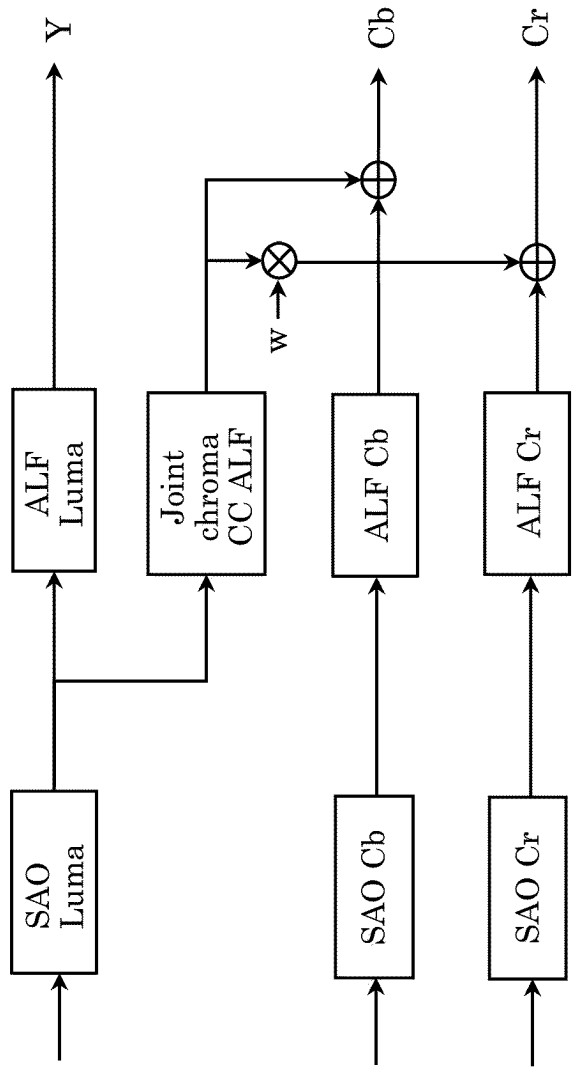 SAO
Luma
ALF
Luma
Y
Joint
chroma
CC ALF
w
SAO Cb
ALF Cb
Cb
SAO Cr
ALF Cr
Cr